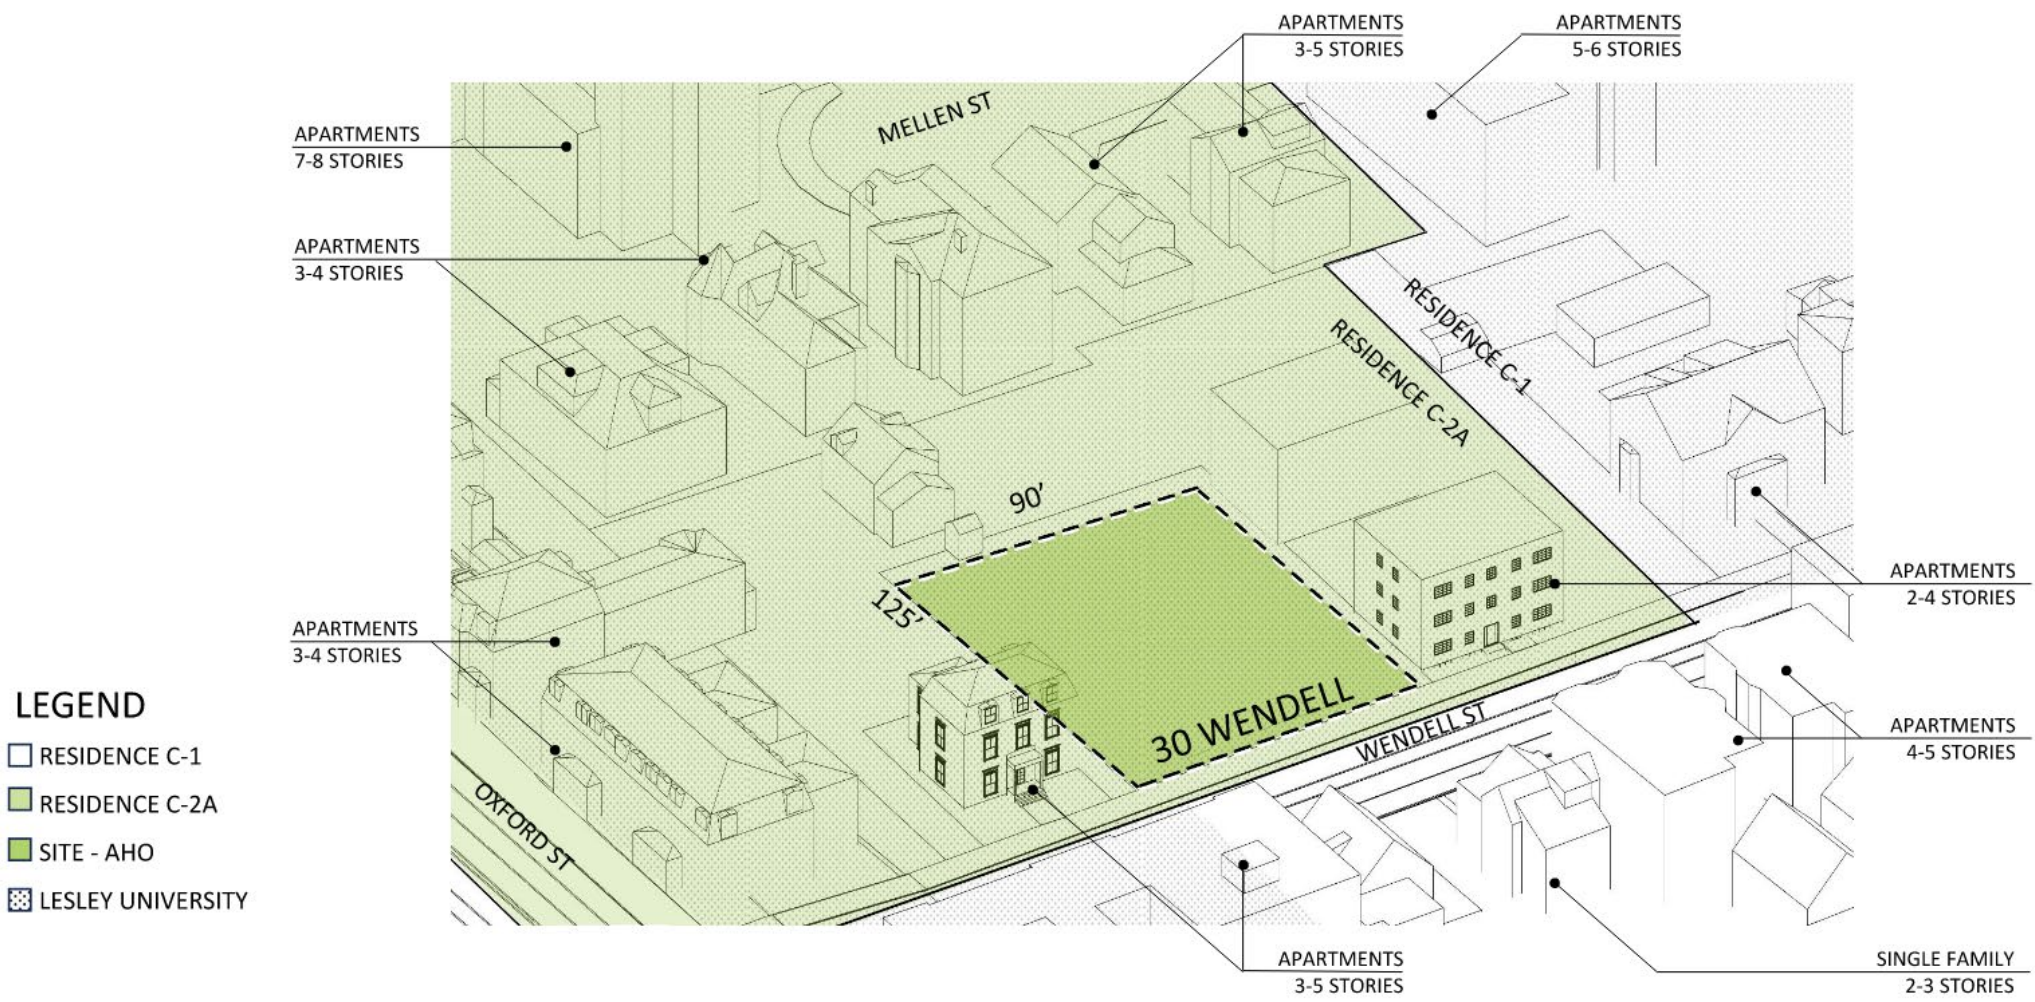 APARTMENTS
3-5 STORIES
APARTMENTS
5-6 STORIES
APARTMENTS
7-8 STORIES
MELLEN ST
APARTMENTS
3-4 STORIES
RESIDENCE C-1
RESIDENCE C-2A
90’
125’
30 WENDELL
WENDELL ST
APARTMENTS
2-4 STORIES
APARTMENTS
3-4 STORIES
APARTMENTS
4-5 STORIES
OXFORD ST
LEGEND
RESIDENCE C-1
RESIDENCE C-2A
SITE - AHO
LESLEY UNIVERSITY
APARTMENTS
3-5 STORIES
SINGLE FAMILY
2-3 STORIES